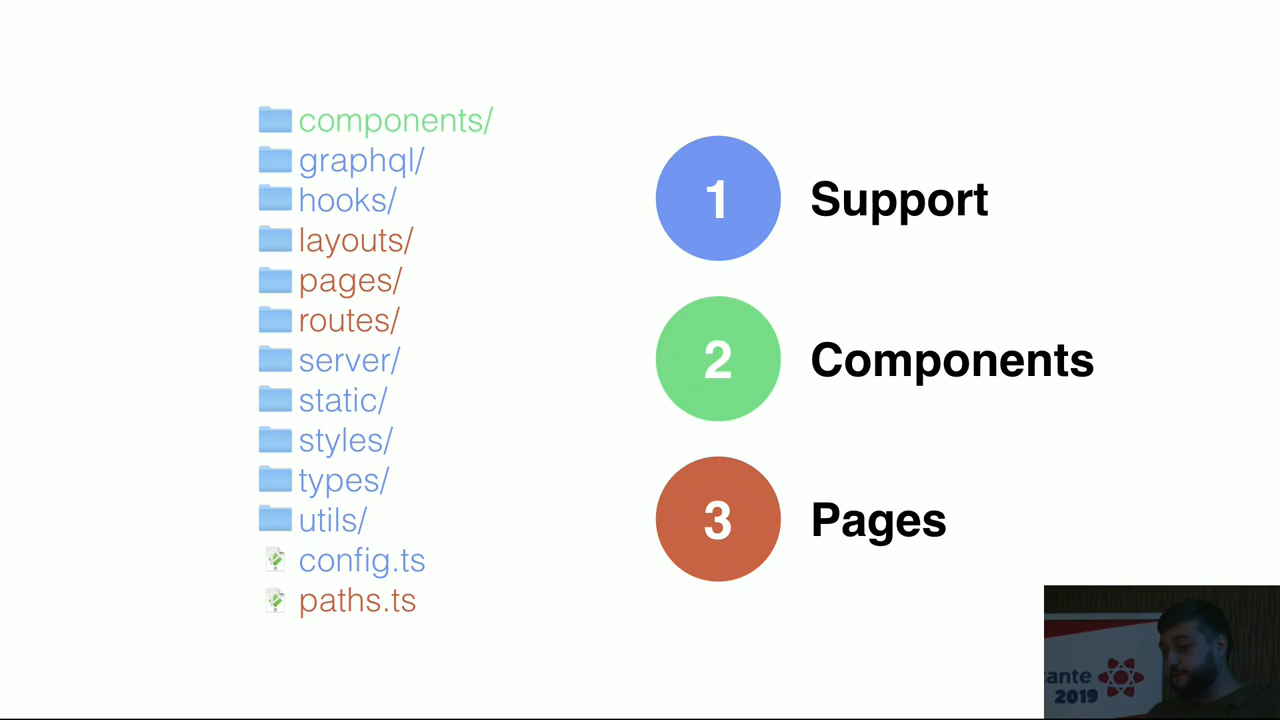 components/
graphql/
hooks/
layouts/
pages/
routes/
server/
static/
styles/
types/
utils/
config.ts
paths.ts
1 Support
2 Components
3 Pages
2019